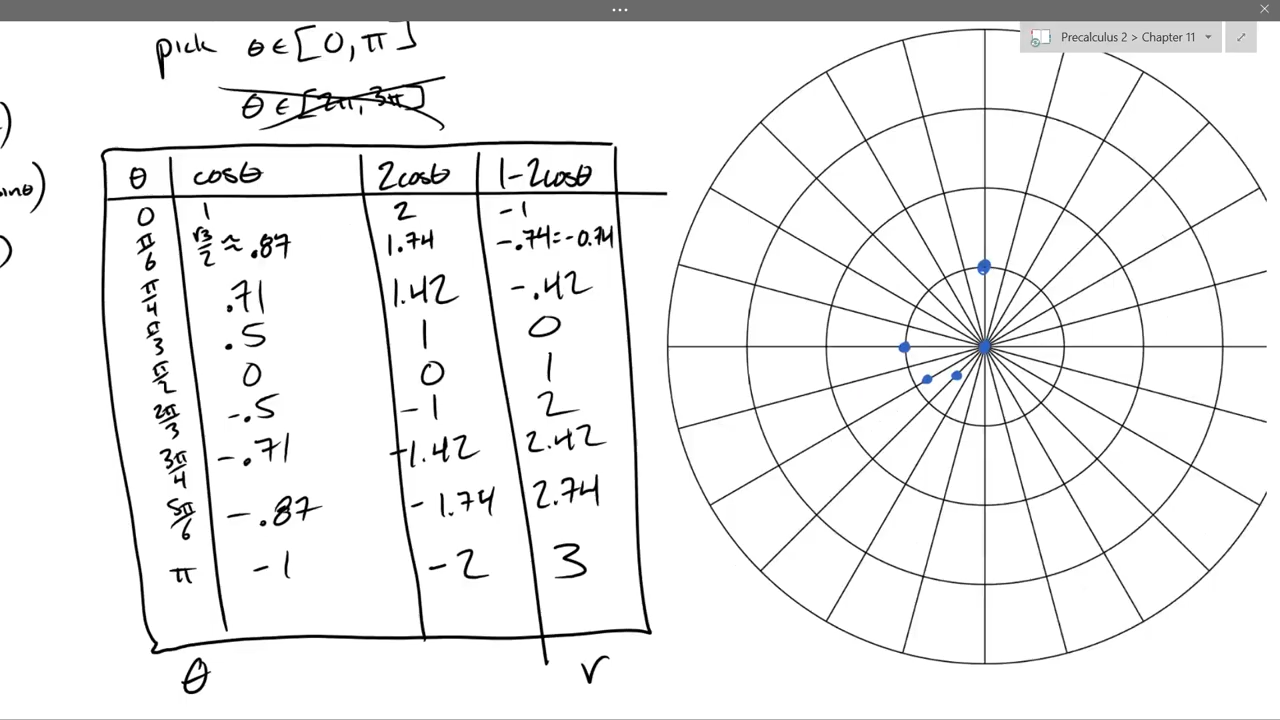 Precalculus 2 > Chapter 11
pick θ∈[0, π]
θ∈[2π, 3π]
)
sinθ)
)
θ cosθ 2cosθ 1-2cosθ
0 1 2 -1
π/6 √3/2 ≈ .87 1.74 -.74=-0.74
π/4 .71 1.42 -.42
π/3 .5 1 0
π/2 0 0 1
2π/3 -.5 -1 2
3π/4 -.71 -1.42 2.42
5π/6 -.87 -1.74 2.74
π -1 -2 3
θ r